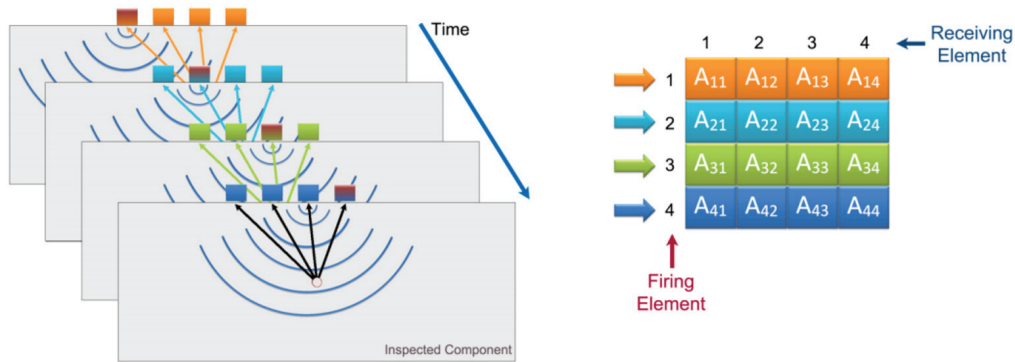 Time
Inspected Component
1 2 3 4
Receiving
Element
1 A11 A12 A13 A14
2 A21 A22 A23 A24
3 A31 A32 A33 A34
4 A41 A42 A43 A44
Firing
Element